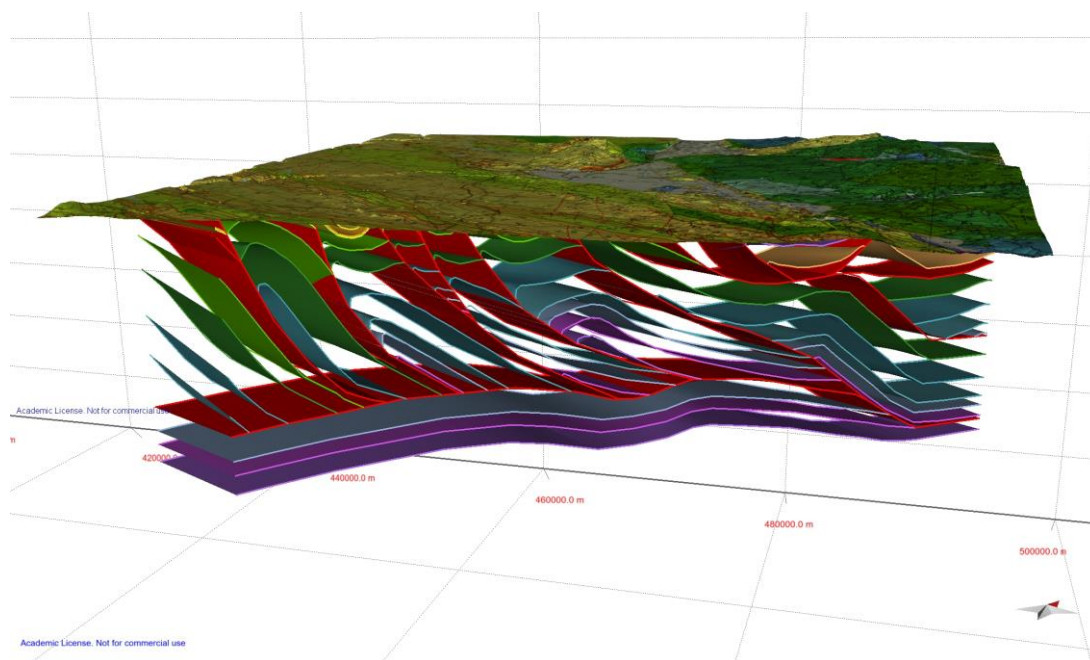 Academic License. Not for commercial use
m
420000.0 m
440000.0 m
460000.0 m
480000.0 m
500000.0 m
Academic License. Not for commercial use